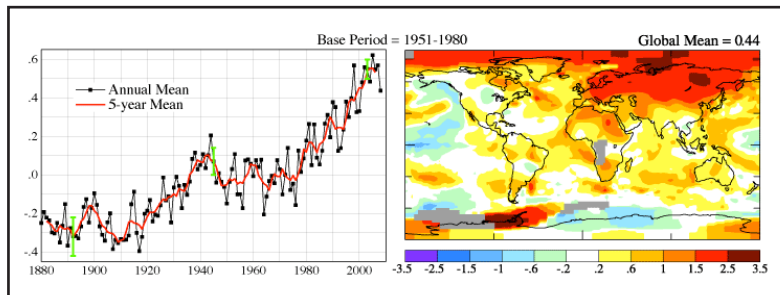 Base Period = 1951-1980
Global Mean = 0.44
.6
.4
.2
.0
-.2
-.4
Annual Mean
5-year Mean
1880 1900 1920 1940 1960 1980 2000
-3.5 -2.5 -1.5 -1 -.6 -.2 .2 .6 1 1.5 2.5 3.5